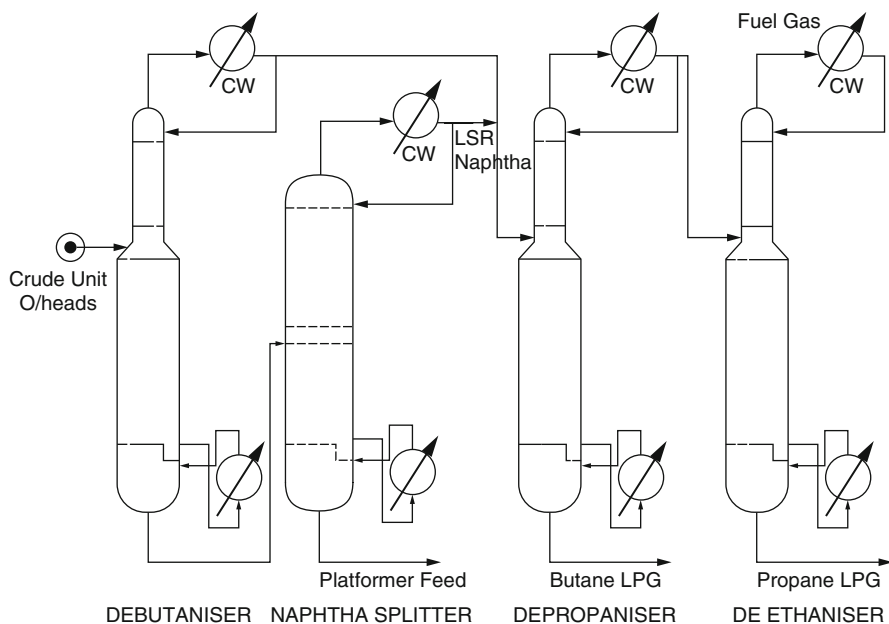 Fuel Gas
CW
CW
CW
LSR
Naphtha
Crude Unit
O/heads
Platformer Feed
Butane LPG
Propane LPG
DEBUTANISER
NAPHTHA SPLITTER
DEPROPANISER
DE ETHANISER